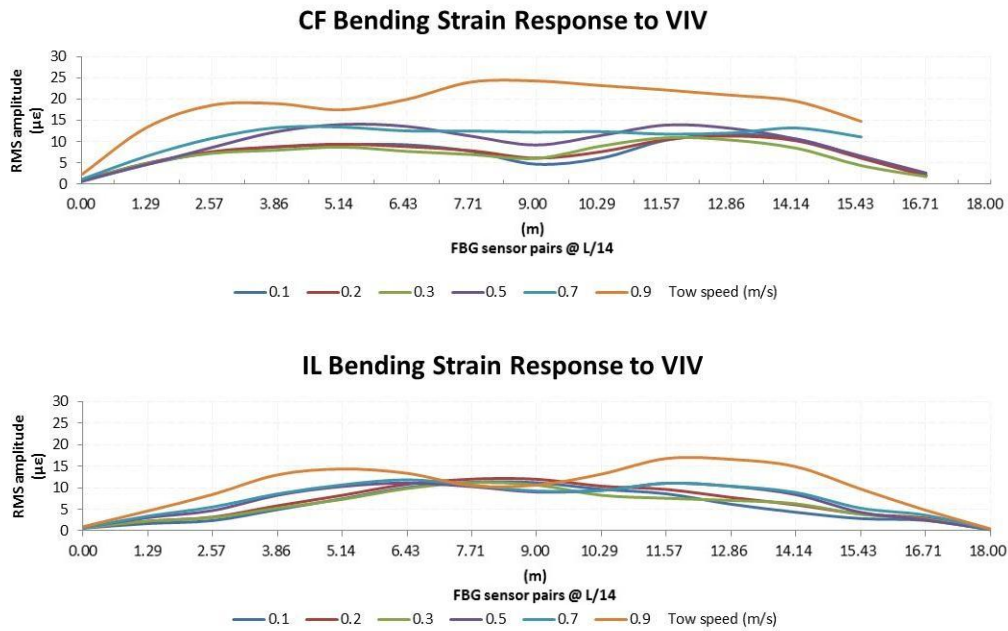 CF Bending Strain Response to VIV
RMS amplitude
(µε)
30
25
20
15
10
5
0
0.00 1.29 2.57 3.86 5.14 6.43 7.71 9.00 10.29 11.57 12.86 14.14 15.43 16.71 18.00
(m)
FBG sensor pairs @ L/14
0.1 0.2 0.3 0.5 0.7 0.9 Tow speed (m/s)
IL Bending Strain Response to VIV
RMS amplitude
(µε)
30
25
20
15
10
5
0
0.00 1.29 2.57 3.86 5.14 6.43 7.71 9.00 10.29 11.57 12.86 14.14 15.43 16.71 18.00
(m)
FBG sensor pairs @ L/14
0.1 0.2 0.3 0.5 0.7 0.9 Tow speed (m/s)